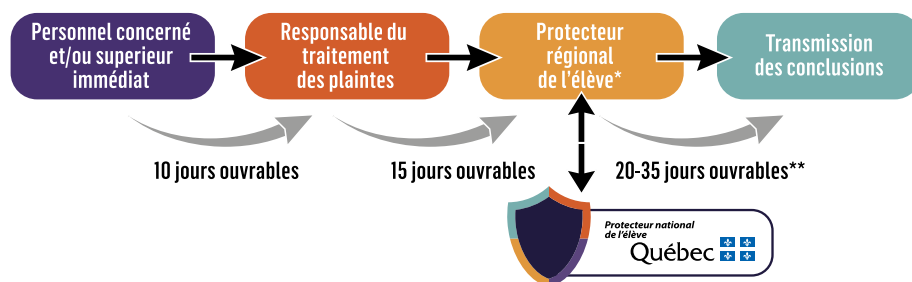 Personnel concerné
et/ou superieur
immédiat
Responsable du
traitement
des plaintes
Protecteur
régional
de l'élève*
Transmission
des conclusions
10 jours ouvrables
15 jours ouvrables
20-35 jours ouvrables**
Protecteur national
de l'élève
Québec